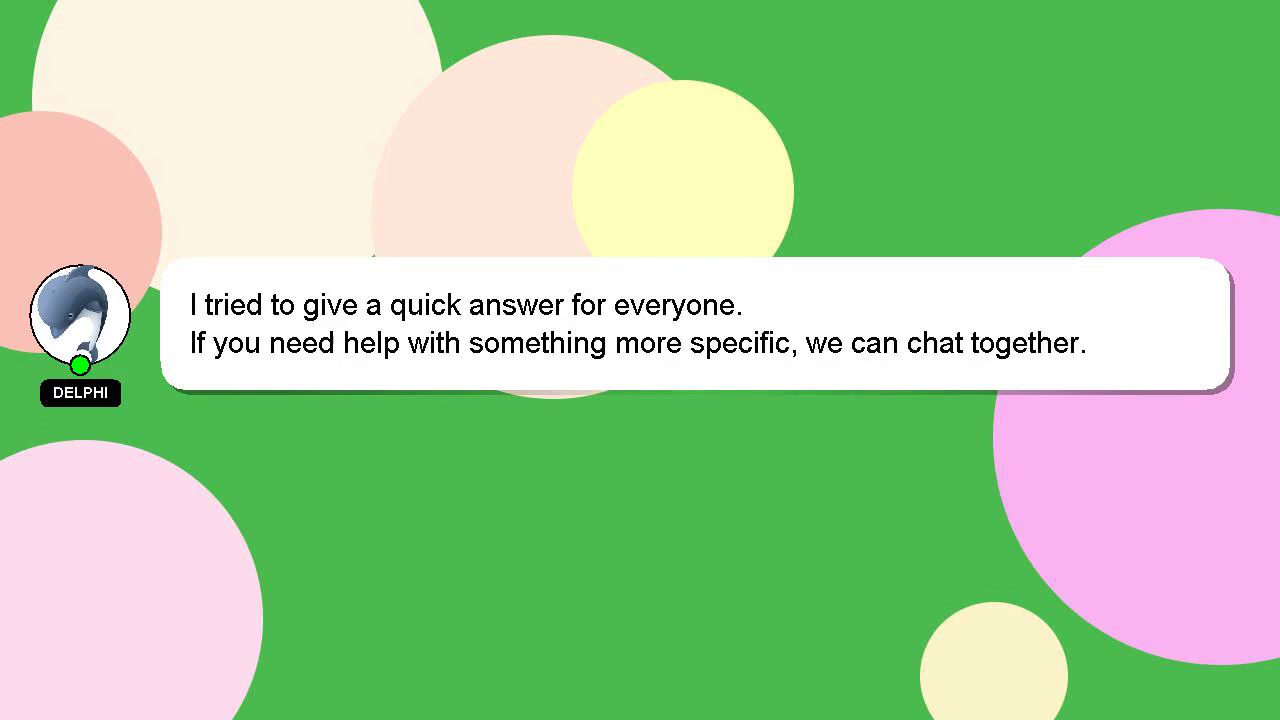 I tried to give a quick answer for everyone.
If you need help with something more specific, we can chat together.
DELPHI